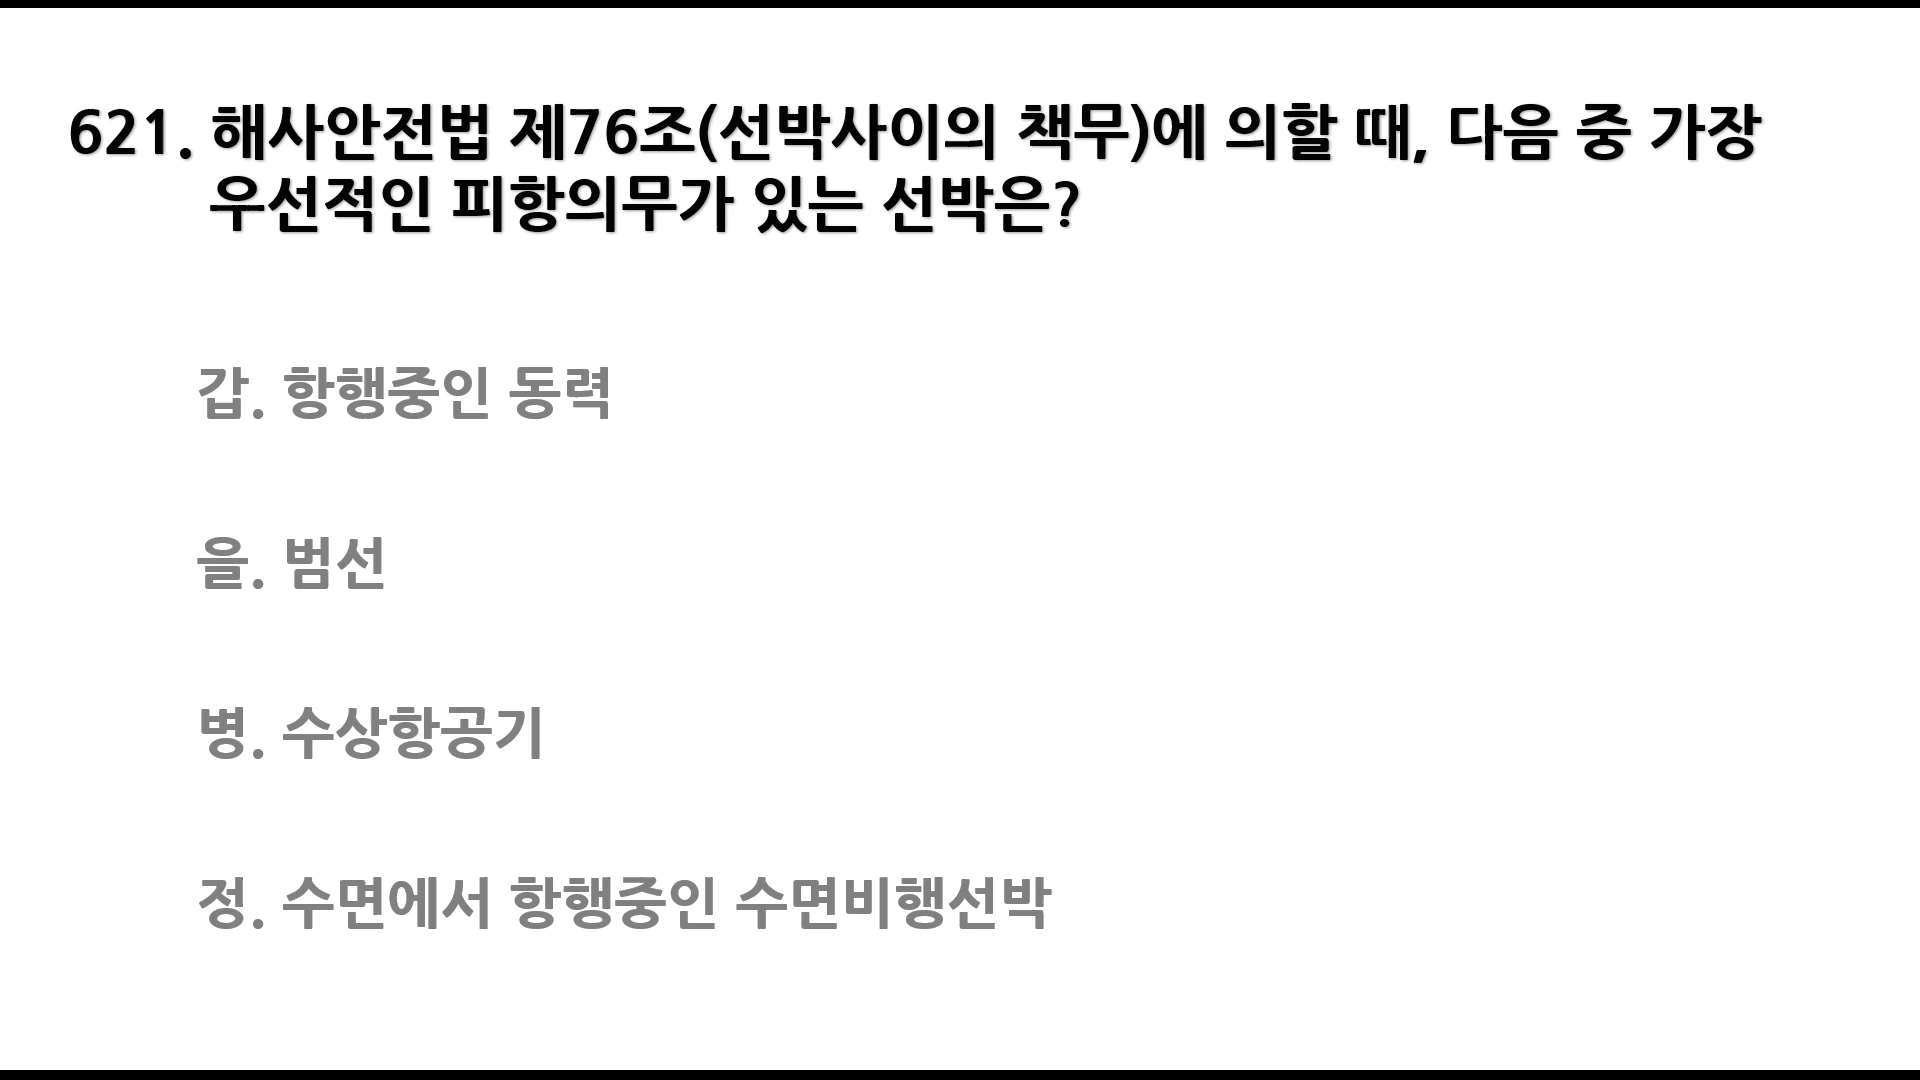 621. 해사안전법 제76조(선박사이의 책무)에 의할 때, 다음 중 가장
우선적인 피항의무가 있는 선박은?
갑. 항행중인 동력
을. 범선
병. 수상항공기
정. 수면에서 항행중인 수면비행선박